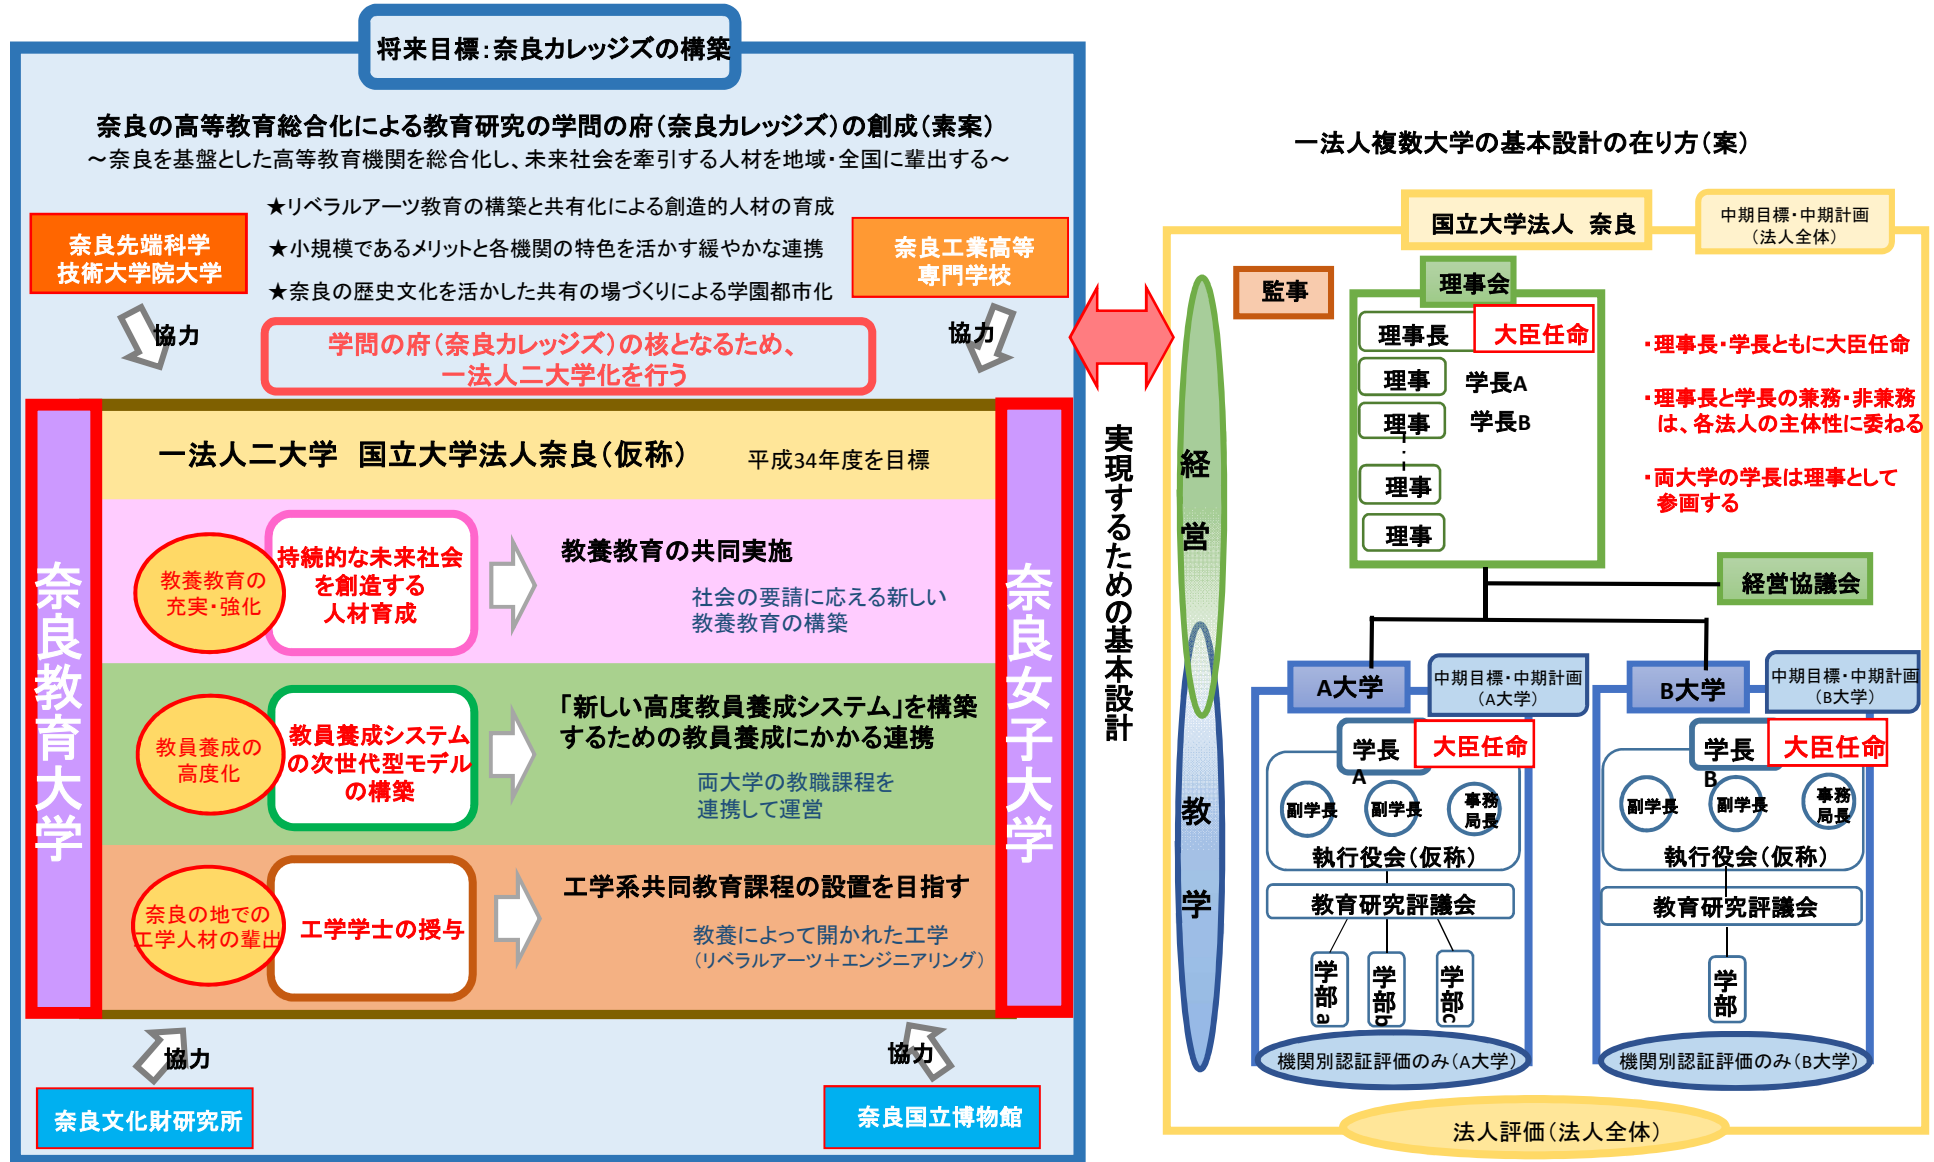 将来目標：奈良カレッジズの構築
奈良の高等教育総合化による教育研究の学問の府（奈良カレッジズ）の創成（素案）
～奈良を基盤とした高等教育機関を総合化し、未来社会を牽引する人材を地域・全国に輩出する～
★リベラルアーツ教育の構築と共有化による創造的人材の育成
★小規模であるメリットと各機関の特色を活かす緩やかな連携
★奈良の歴史文化を活かした共有の場づくりによる学園都市化
奈良先端科学
技術大学院大学
奈良工業高等
専門学校
協力
協力
学問の府（奈良カレッジズ）の核となるため、
一法人二大学化を行う
奈良教育大学
奈良女子大学
一法人二大学　国立大学法人奈良（仮称）
平成34年度を目標
教養教育の
充実・強化
持続的な未来社会
を創造する
人材育成
教養教育の共同実施
社会の要請に応える新しい
教養教育の構築
教員養成の
高度化
教員養成システム
の次世代型モデル
の構築
「新しい高度教員養成システム」を構築
するための教員養成にかかる連携
両大学の教職課程を
連携して運営
奈良の地での
工学人材の輩出
工学学士の授与
工学系共同教育課程の設置を目指す
教養によって開かれた工学
（リベラルアーツ＋エンジニアリング）
協力
協力
奈良文化財研究所
奈良国立博物館
実現するための基本設計
一法人複数大学の基本設計の在り方（案）
国立大学法人　奈良
中期目標・中期計画
（法人全体）
監事
理事会
理事長
大臣任命
理事
学長A
理事
学長B
理事
理事
・理事長・学長ともに大臣任命
・理事長と学長の兼務・非兼務
は、各法人の主体性に委ねる
・両大学の学長は理事として
参画する
経営
教学
経営協議会
A大学
中期目標・中期計画
（A大学）
学長
A
大臣任命
副学長
副学長
事務
局長
執行役会（仮称）
教育研究評議会
学部a
学部b
学部c
機関別認証評価のみ（A大学）
B大学
中期目標・中期計画
（B大学）
学長
B
大臣任命
副学長
副学長
事務
局長
執行役会（仮称）
教育研究評議会
学部
機関別認証評価のみ（B大学）
法人評価（法人全体）